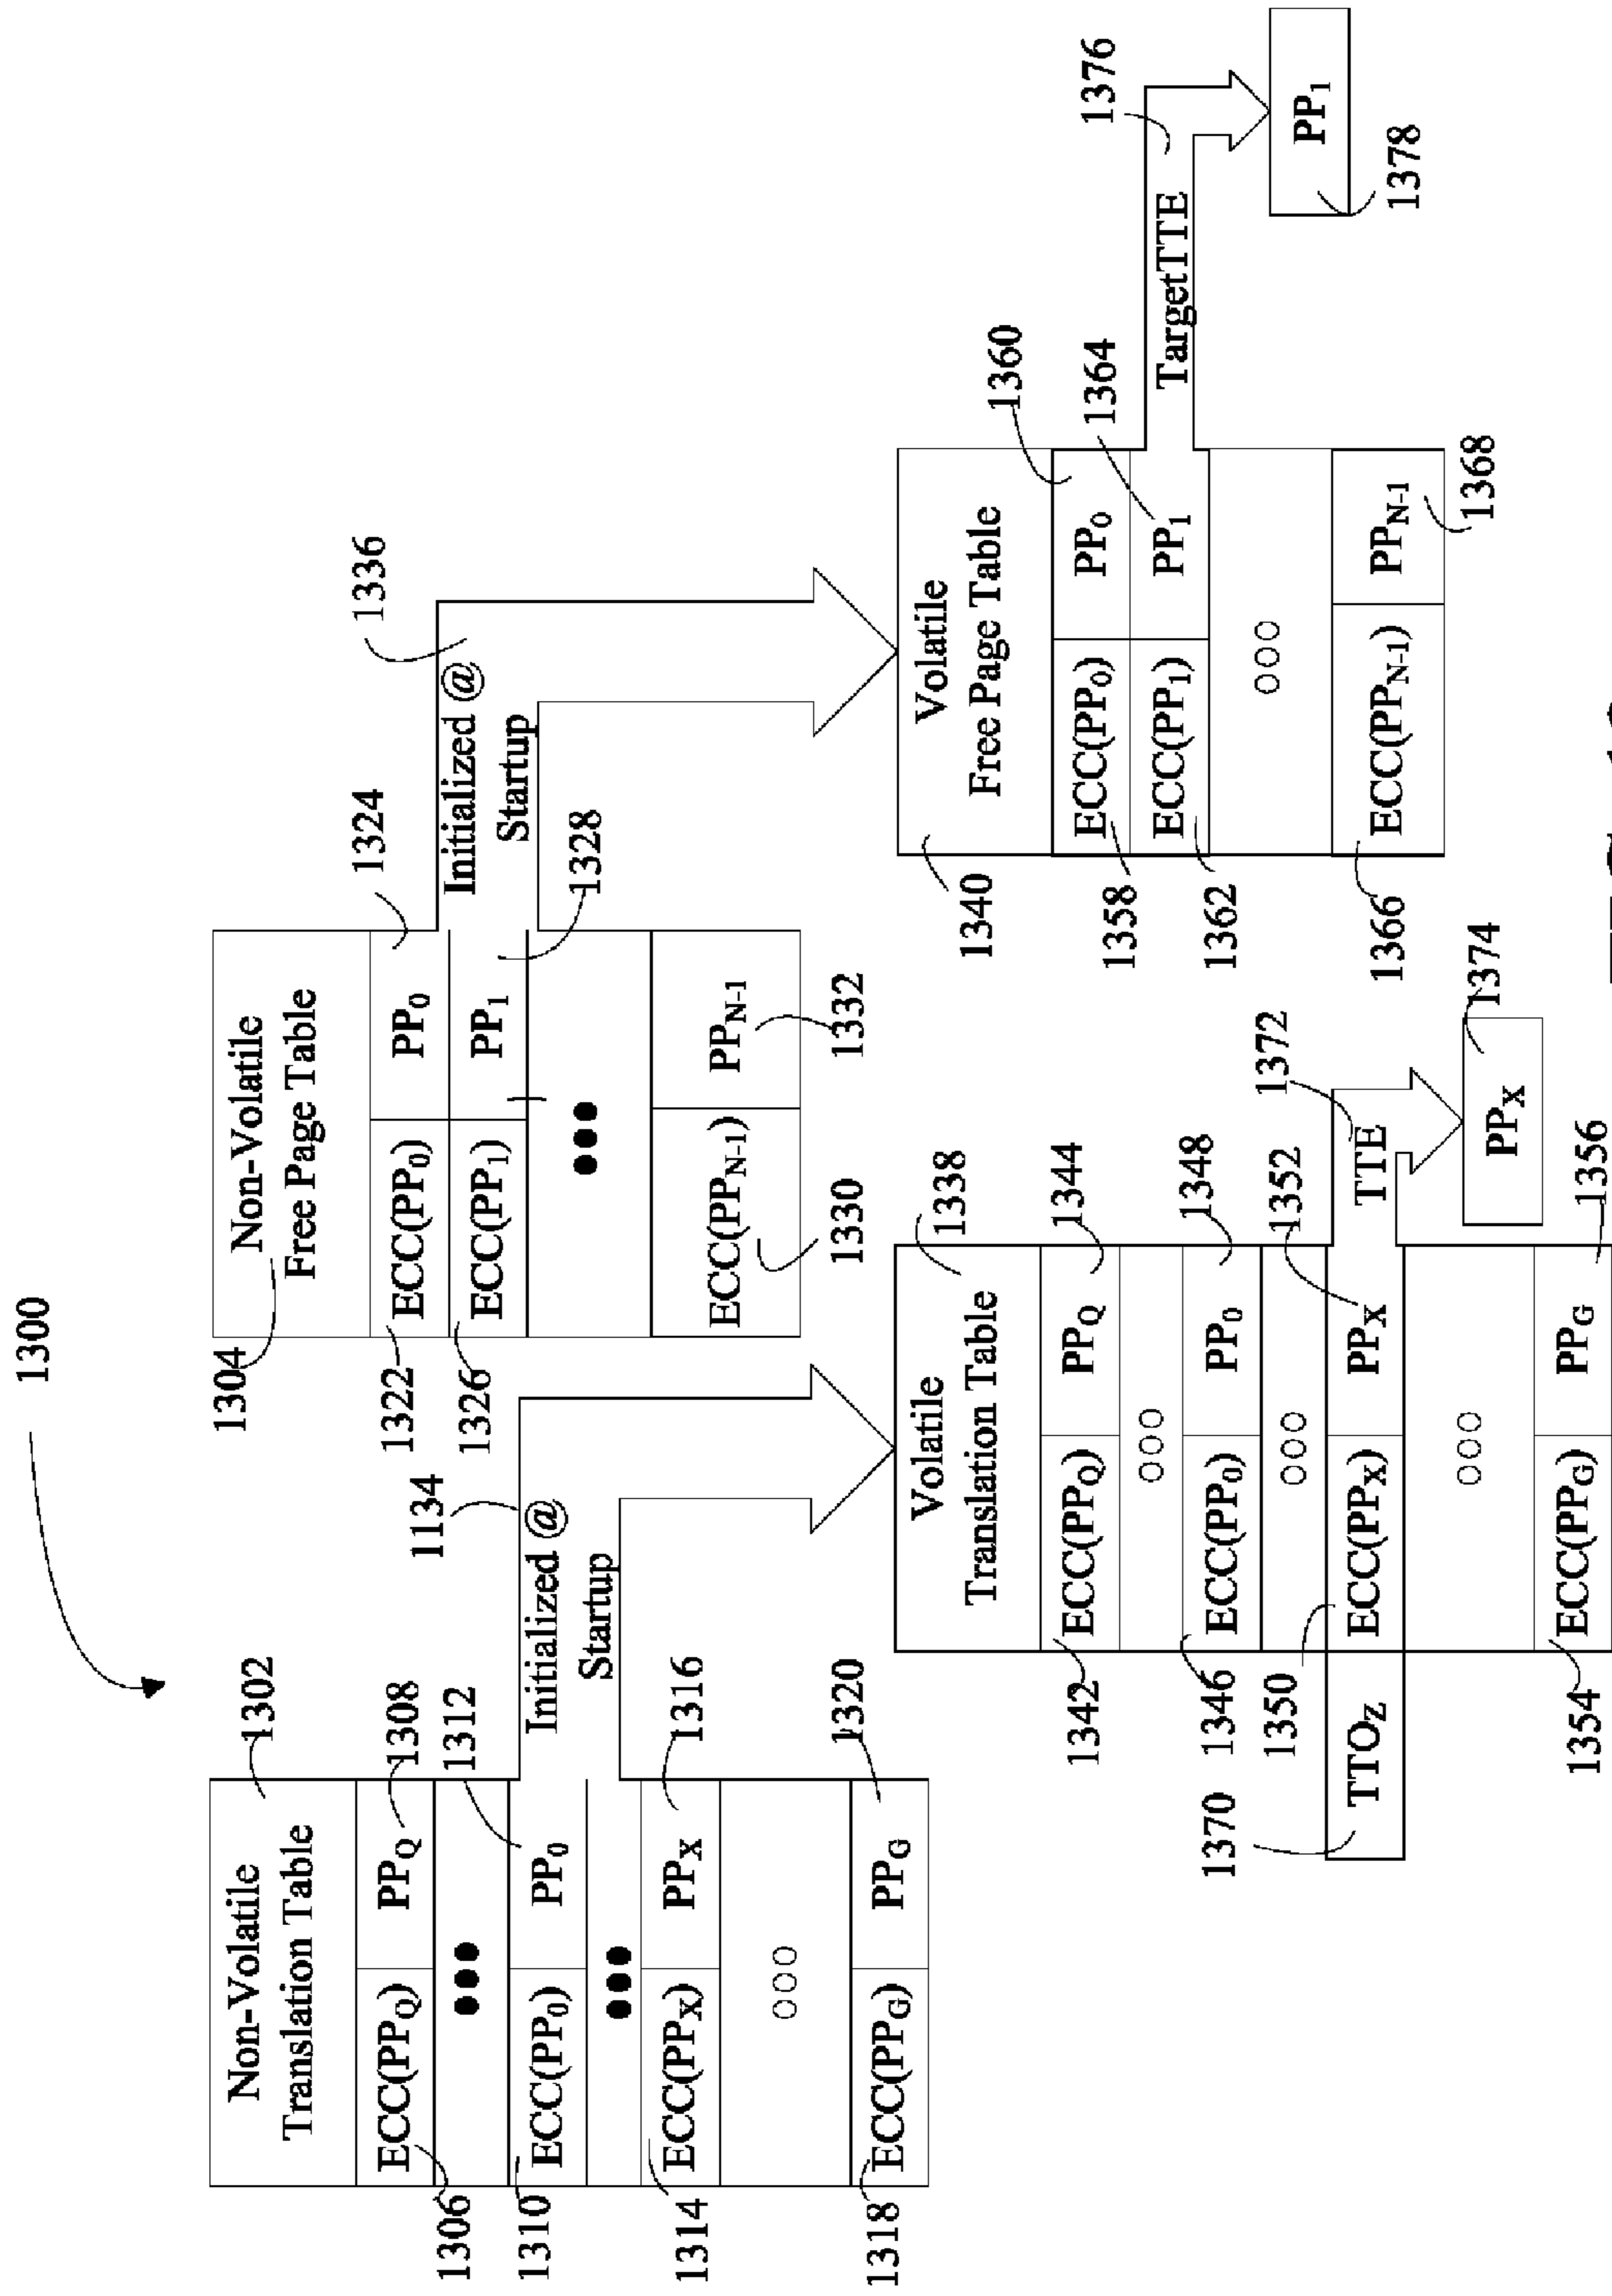 1300
1302
Non-Volatile
Translation Table
ECC(PPQ) PPQ
1306
1308
●●●
ECC(PP0) PP0
1310
1312
●●●
ECC(PPX) PPX
1314
1316
○○○
ECC(PPG) PPG
1318
1320
Initialized @
Startup
1134
1304
Non-Volatile
Free Page Table
ECC(PP0) PP0
1322
1324
ECC(PP1) PP1
1326
1328
●●●
ECC(PPN-1) PPN-1
1330
1332
Initialized @
Startup
1336
Volatile
Translation Table
1338
ECC(PPQ) PPQ
1342
1344
○○○
ECC(PP0) PP0
1346
1348
○○○
1370
TTOZ ECC(PPX) PPX
1350
1352
TTE
1372
PPX
1374
○○○
ECC(PPG) PPG
1354
1356
Volatile
Free Page Table
1340
ECC(PP0) PP0
1358
1360
ECC(PP1) PP1
1362
1364
○○○
ECC(PPN-1) PPN-1
1366
1368
TargetTTE
1376
PP1
1378